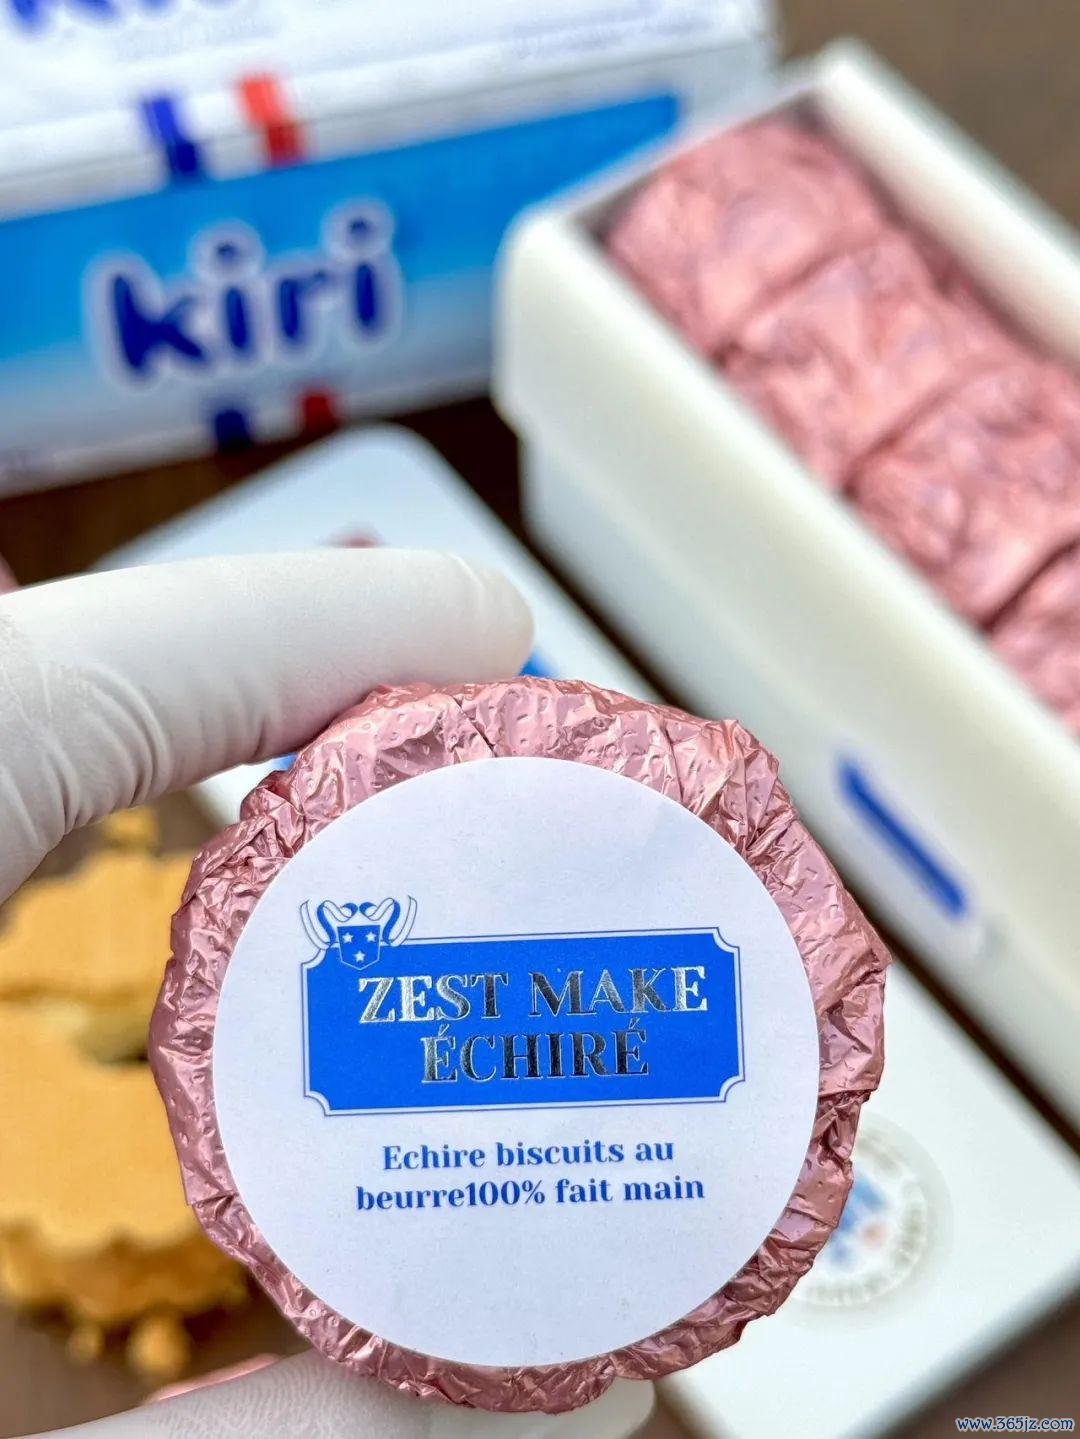 kiri
ZEST MAKE
ÉCHIRÉ
Echire biscuits au
beurre100% fait main
www.365jz.com